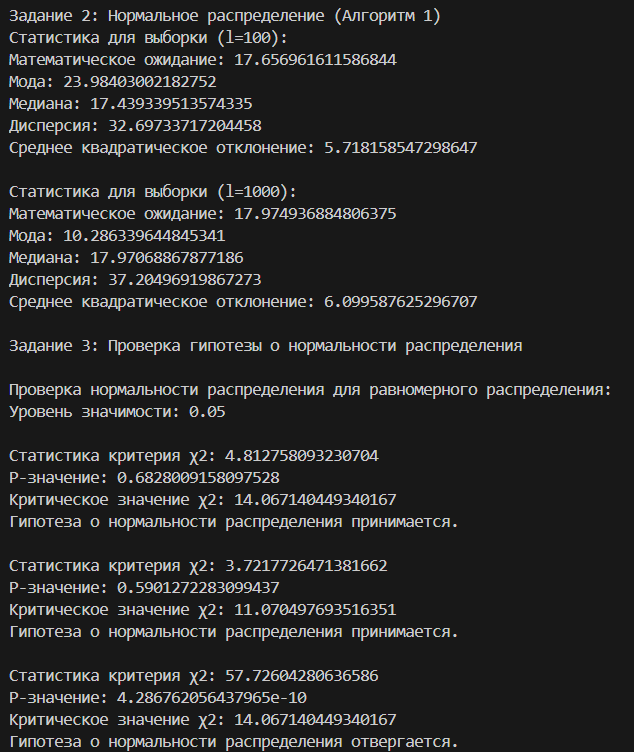 Задание 2: Нормальное распределение (Алгоритм 1)
Статистика для выборки (l=100):
Математическое ожидание: 17.656961611586844
Мода: 23.98403002182752
Медиана: 17.439339513574335
Дисперсия: 32.69733717204458
Среднее квадратическое отклонение: 5.718158547298647
Статистика для выборки (l=1000):
Математическое ожидание: 17.974936884806375
Мода: 10.286339644845341
Медиана: 17.97068867877186
Дисперсия: 37.20496919867273
Среднее квадратическое отклонение: 6.099587625296707
Задание 3: Проверка гипотезы о нормальности распределения
Проверка нормальности распределения для равномерного распределения:
Уровень значимости: 0.05
Статистика критерия χ2: 4.812758093230704
P-значение: 0.6828009158097528
Критическое значение χ2: 14.067140449340167
Гипотеза о нормальности распределения принимается.
Статистика критерия χ2: 3.7217726471381662
P-значение: 0.5901272283099437
Критическое значение χ2: 11.070497693516351
Гипотеза о нормальности распределения принимается.
Статистика критерия χ2: 57.72604280636586
P-значение: 4.286762056437965e-10
Критическое значение χ2: 14.067140449340167
Гипотеза о нормальности распределения отвергается.